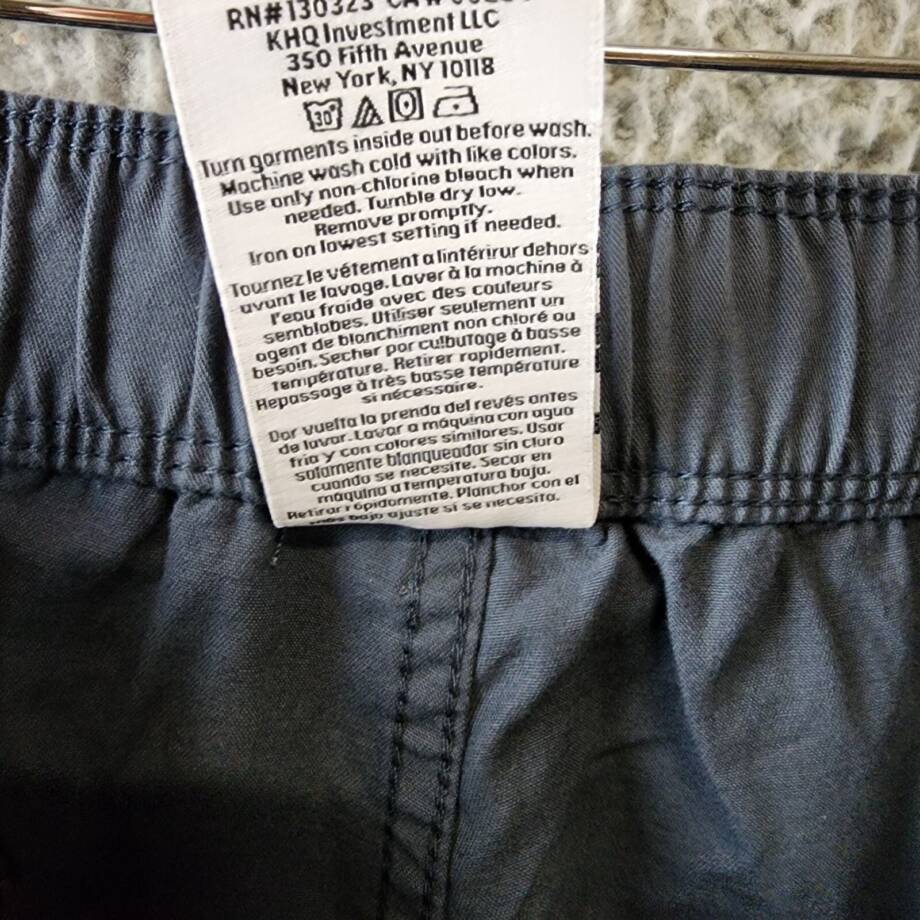 RN#130323
KHQ Investment LLC
350 Fifth Avenue
New York, NY 10118
30°
Turn garments inside out before wash.
Machine wash cold with like colors.
Use only non-chlorine bleach when
needed. Tumble dry low.
Remove promptly.
Iron on lowest setting if needed.
Tournez le vétement a lintérirur dehors
avant le lavage. Laver à la machine à
l'eau froide avec des couleurs
semblabes. Utiliser seulement un
agent de blanchiment non chloré au
besoin. Secher par culbutage à basse
température. Retirer rapidement.
Repassage à très basse température
si nécessaire.
Dar vuelta la prenda del revés antes
de lavar. Lavar a máquina con agua
fria y con colores similares. Usar
solamente blanqueador sin cloro
cuando se necesite. Secar en
máquina a temperatura baja.
Retirar rápidamente. Planchar con el
más bajo ajuste si se necesita.